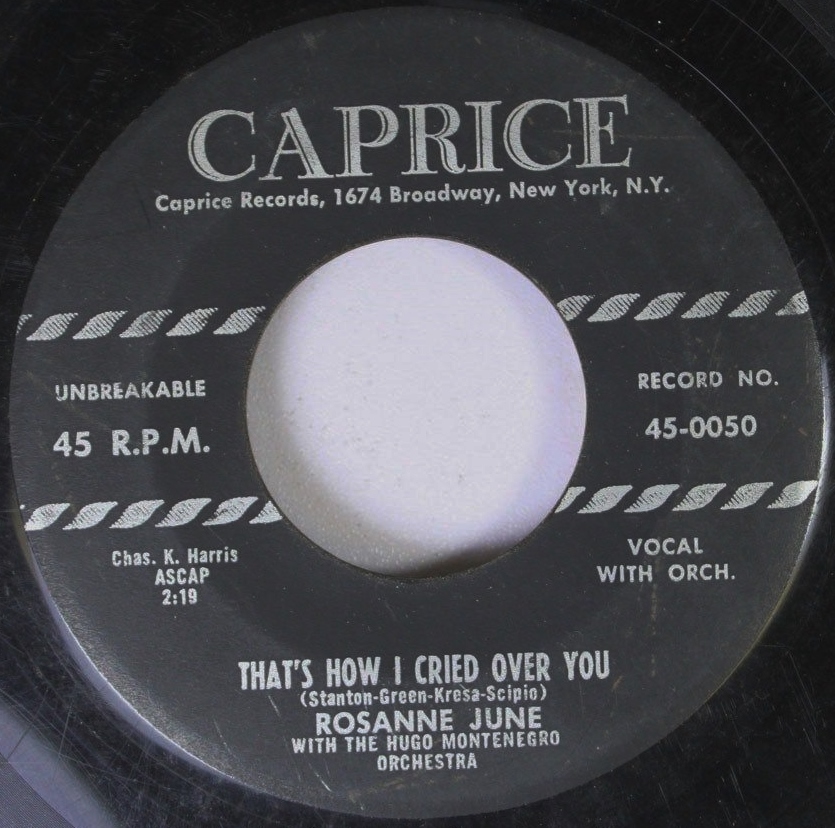 CAPRICE
Caprice Records, 1674 Broadway, New York, N.Y.
UNBREAKABLE
45 R.P.M.
RECORD NO.
45-0050
Chas. K. Harris
ASCAP
2:19
VOCAL
WITH ORCH.
THAT'S HOW I CRIED OVER YOU
(Stanton-Green-Kresa-Scipio)
ROSANNE JUNE
WITH THE HUGO MONTENEGRO
ORCHESTRA